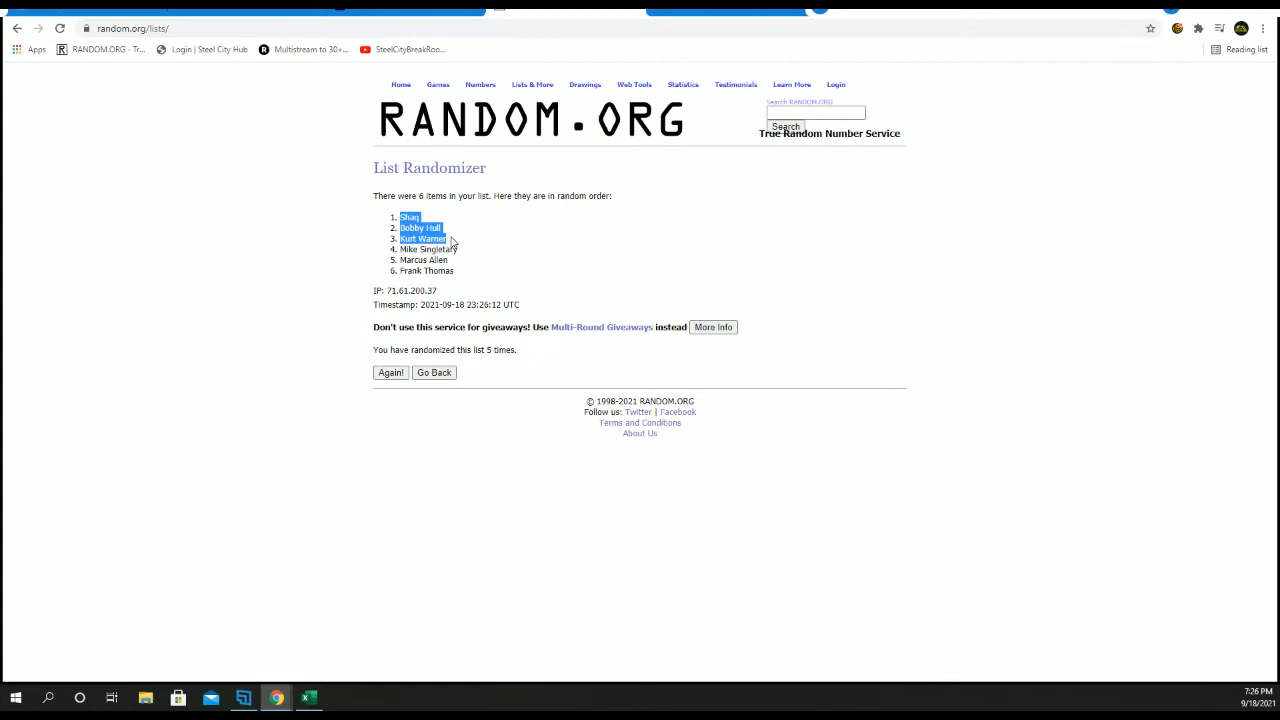 random.org/lists/
Apps RANDOM.ORG - Tr... Login | Steel City Hub Multistream to 30+... SteelCityBreakRoo... Reading list
Home Games Numbers Lists & More Drawings Web Tools Statistics Testimonials Learn More Login
RANDOM.ORG
Search RANDOM.ORG
Search
True Random Number Service
List Randomizer
There were 6 items in your list. Here they are in random order:
1. Shaq
2. Bobby Hull
3. Kurt Warner
4. Mike Singletary
5. Marcus Allen
6. Frank Thomas
IP: 71.61.200.37
Timestamp: 2021-09-18 23:26:12 UTC
Don't use this service for giveaways! Use Multi-Round Giveaways instead More Info
You have randomized this list 5 times.
Again! Go Back
© 1998-2021 RANDOM.ORG
Follow us: Twitter | Facebook
Terms and Conditions
About Us
7:26 PM
9/18/2021